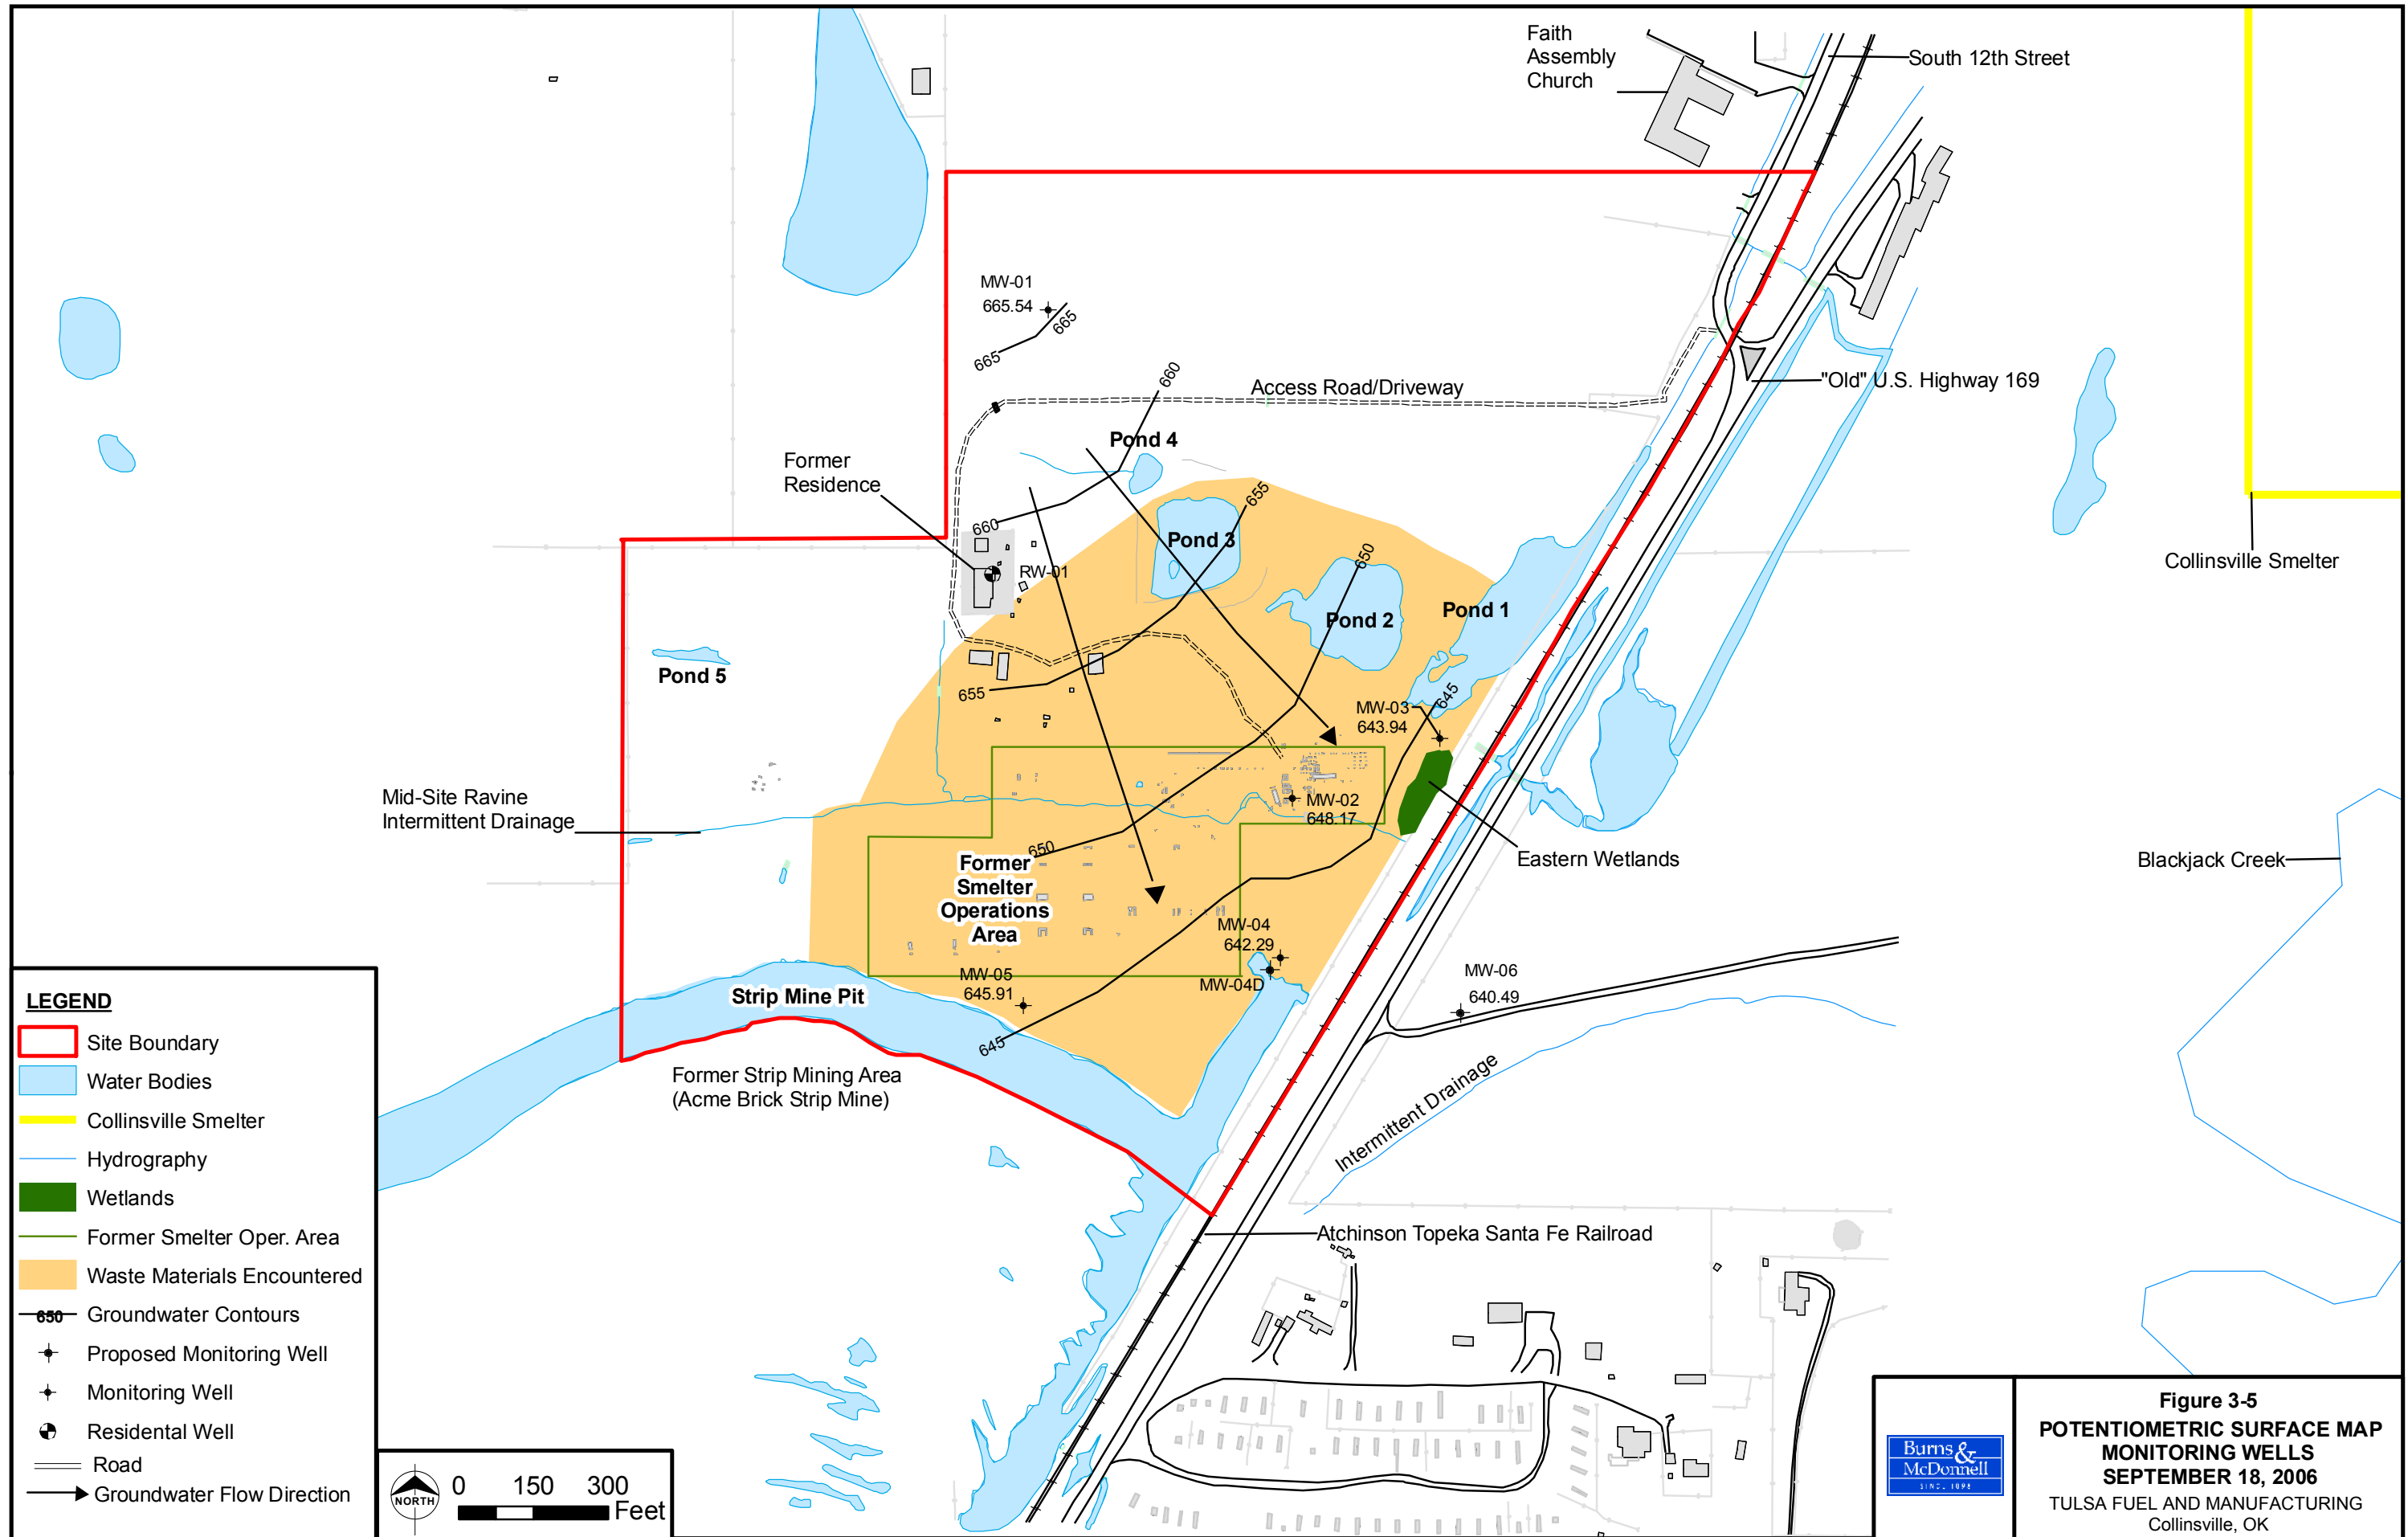 Faith
Assembly
Church
South 12th Street
MW-01
665.54
665
665
660
Access Road/Driveway
"Old" U.S. Highway 169
Pond 4
Former
Residence
655
660
Pond 3
650
Collinsville Smelter
RW-01
Pond 1
Pond 2
Pond 5
655
645
MW-03
643.94
Mid-Site Ravine
Intermittent Drainage
MW-02
648.17
650
Former
Smelter
Operations
Area
Eastern Wetlands
Blackjack Creek
MW-04
642.29
MW-04D
MW-05
645.91
MW-06
640.49
Strip Mine Pit
645
Former Strip Mining Area
(Acme Brick Strip Mine)
Intermittent Drainage
Atchinson Topeka Santa Fe Railroad
LEGEND
Site Boundary
Water Bodies
Collinsville Smelter
Hydrography
Wetlands
Former Smelter Oper. Area
Waste Materials Encountered
650 Groundwater Contours
Proposed Monitoring Well
Monitoring Well
Residental Well
Road
Groundwater Flow Direction
NORTH
0 150 300
Feet
Burns &
McDonnell
SINCE 1898
Figure 3-5
POTENTIOMETRIC SURFACE MAP
MONITORING WELLS
SEPTEMBER 18, 2006
TULSA FUEL AND MANUFACTURING
Collinsville, OK